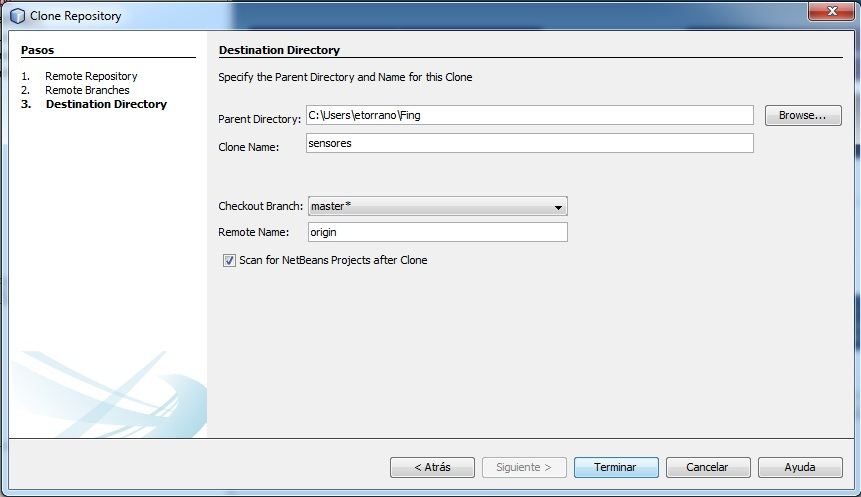 Clone Repository
Pasos
1. Remote Repository
2. Remote Branches
3. Destination Directory
Destination Directory
Specify the Parent Directory and Name for this Clone
Parent Directory: C:\Users\etorrano\Fing Browse...
Clone Name: sensores
Checkout Branch: master*
Remote Name: origin
Scan for NetBeans Projects after Clone
< Atrás Siguiente > Terminar Cancelar Ayuda